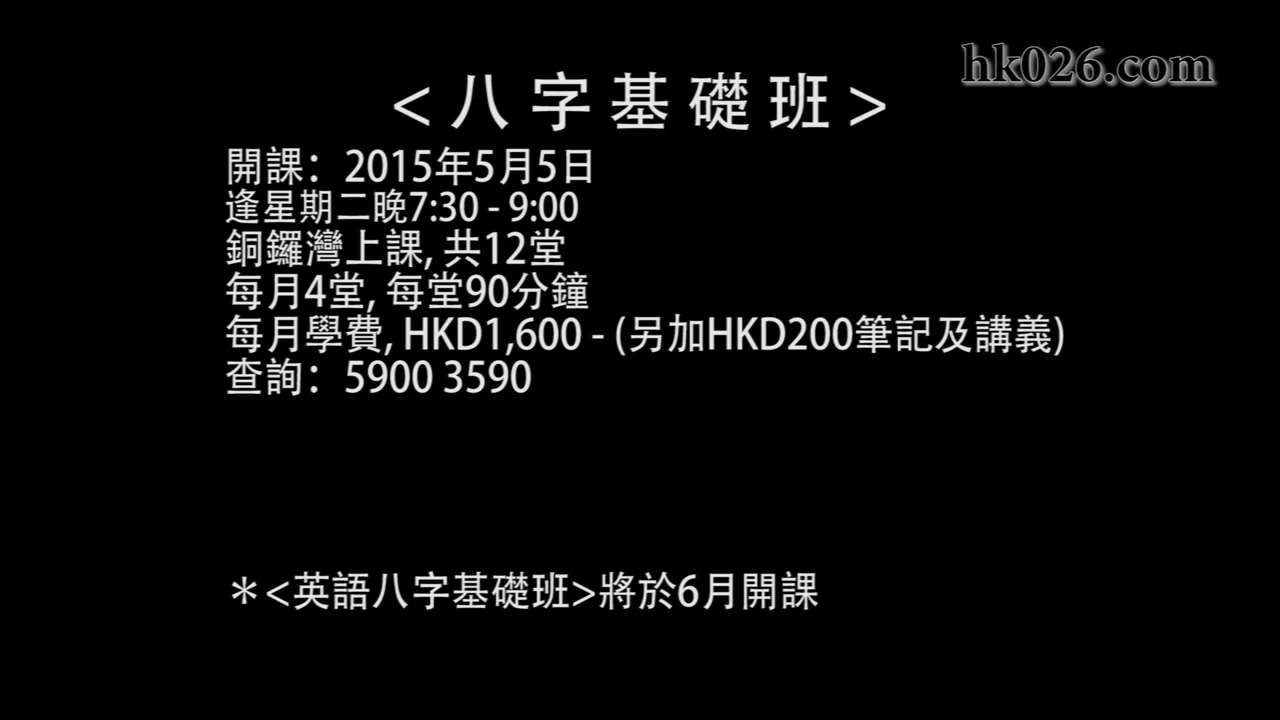 hk026.com
<八字基礎班>
開課：2015年5月5日
逢星期二晚7:30 - 9:00
銅鑼灣上課, 共12堂
每月4堂, 每堂90分鐘
每月學費, HKD1,600 - (另加HKD200筆記及講義)
查詢：5900 3590
＊<英語八字基礎班>將於6月開課